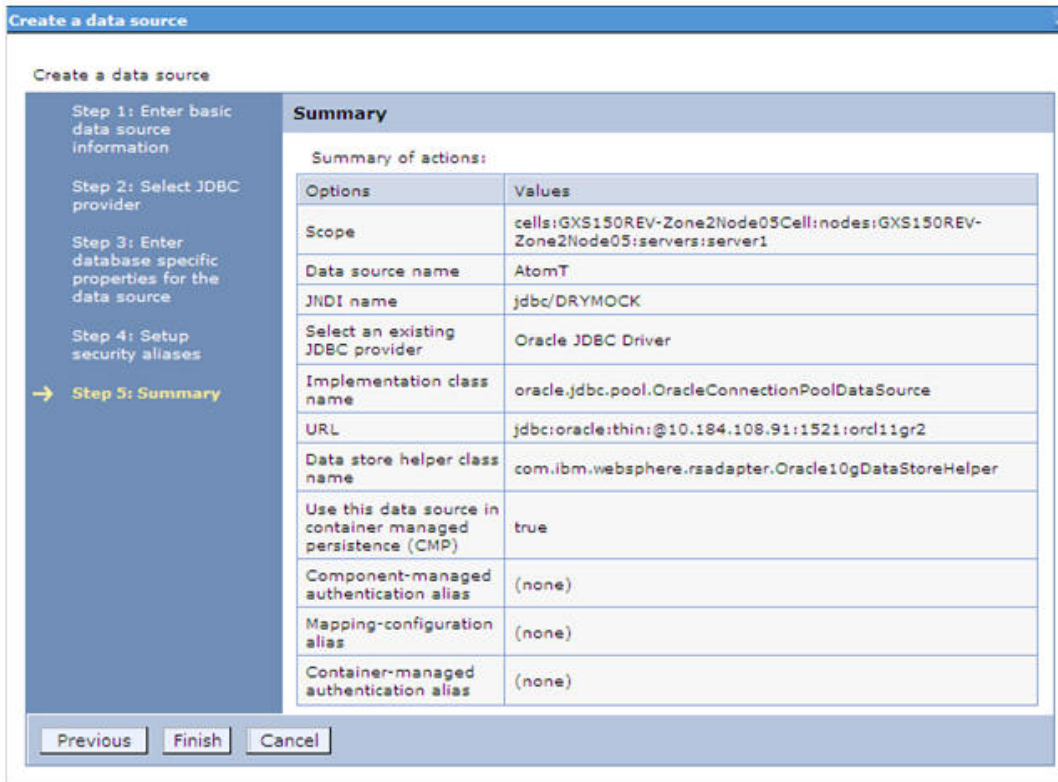 Create a data source
Create a data source
Step 1: Enter basic
data source
information
Step 2: Select JDBC
provider
Step 3: Enter
database specific
properties for the
data source
Step 4: Setup
security aliases
Step 5: Summary
Summary
Summary of actions:
Options Values
Scope cells:GXS150REV-Zone2Node05Cell:nodes:GXS150REV-
Zone2Node05:servers:server1
Data source name AtomT
JNDI name jdbc/DRYMOCK
Select an existing
JDBC provider Oracle JDBC Driver
Implementation class
name oracle.jdbc.pool.OracleConnectionPoolDataSource
URL jdbc:oracle:thin:@10.184.108.91:1521:orcl11gr2
Data store helper class
name com.ibm.websphere.rsadapter.Oracle10gDataStoreHelper
Use this data source in
container managed
persistence (CMP) true
Component-managed
authentication alias (none)
Mapping-configuration
alias (none)
Container-managed
authentication alias (none)
Previous Finish Cancel